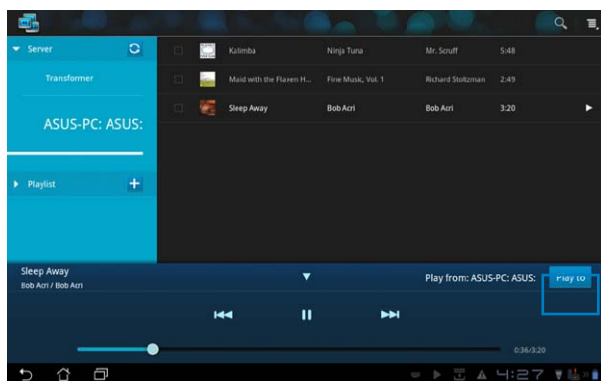 Server
Transformer
ASUS-PC: ASUS:
Playlist
Kalimba Ninja Tuna Mr. Scruff 5:48
Maid with the Flaxen H... Fine Music, Vol. 1 Richard Stoltzman 2:49
Sleep Away Bob Acri Bob Acri 3:20
Sleep Away
Bob Acri / Bob Acri
Play from: ASUS-PC: ASUS:
Play to
0:36/3:20
4:27